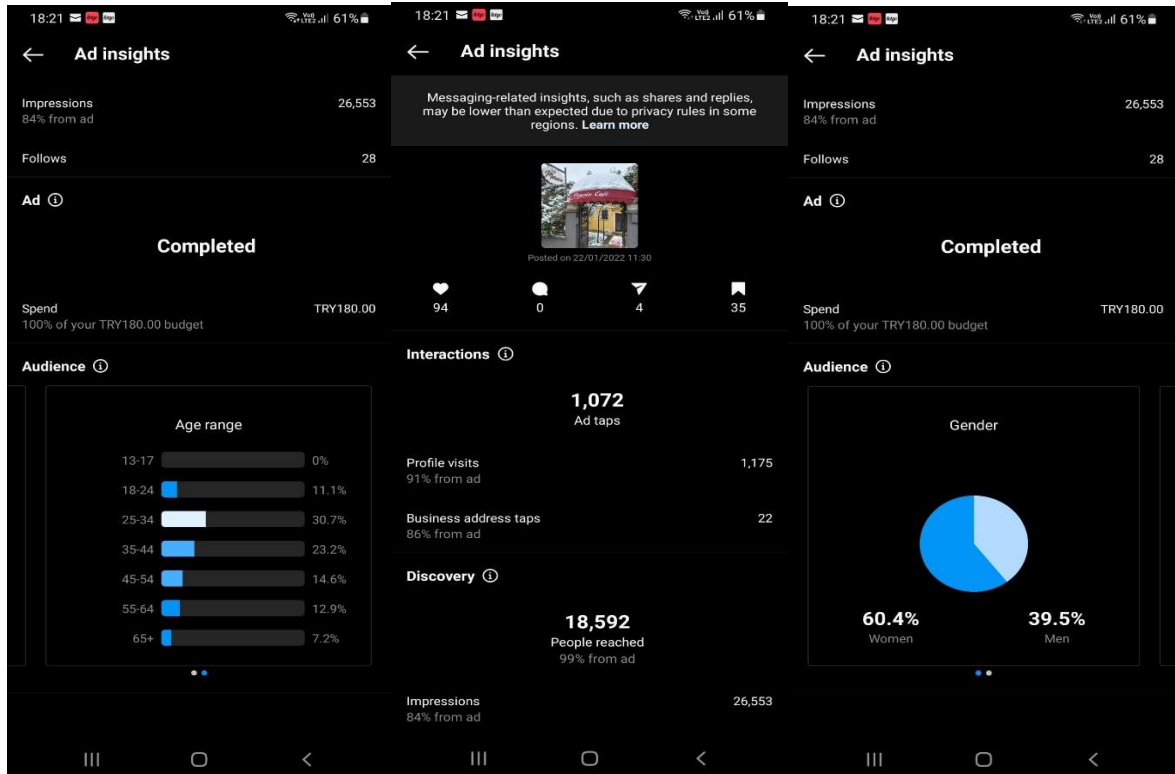 18:21
61%
Ad insights
Impressions
26,553
84% from ad
Follows
28
Ad
Completed
Spend
TRY180.00
100% of your TRY180.00 budget
Audience
Age range
13-17 0%
18-24 11.1%
25-34 30.7%
35-44 23.2%
45-54 14.6%
55-64 12.9%
65+ 7.2%
18:21
61%
Ad insights
Messaging-related insights, such as shares and replies,
may be lower than expected due to privacy rules in some
regions. Learn more
Posted on 22/01/2022 11:30
94 0 4 35
Interactions
1,072
Ad taps
Profile visits
1,175
91% from ad
Business address taps
22
86% from ad
Discovery
18,592
People reached
99% from ad
Impressions
26,553
84% from ad
18:21
61%
Ad insights
Impressions
26,553
84% from ad
Follows
28
Ad
Completed
Spend
TRY180.00
100% of your TRY180.00 budget
Audience
Gender
60.4% 39.5%
Women Men